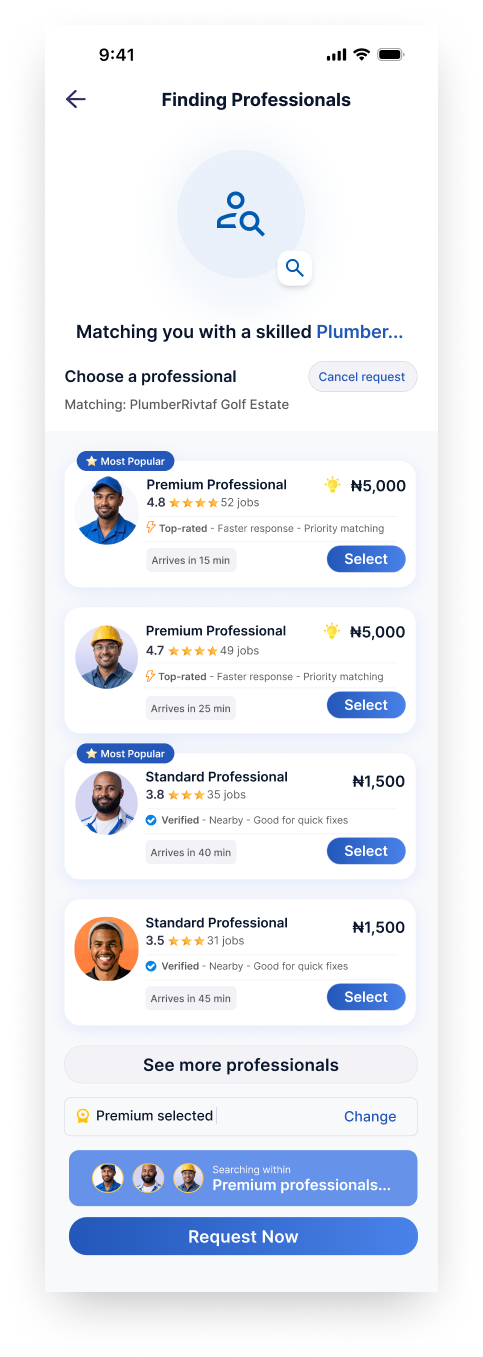 9:41
Finding Professionals
Matching you with a skilled Plumber...
Choose a professional
Cancel request
Matching: PlumberRivtaf Golf Estate
Most Popular
Premium Professional
₦5,000
4.8 52 jobs
Top-rated - Faster response - Priority matching
Arrives in 15 min
Select
Premium Professional
₦5,000
4.7 49 jobs
Top-rated - Faster response - Priority matching
Arrives in 25 min
Select
Most Popular
Standard Professional
₦1,500
3.8 35 jobs
Verified - Nearby - Good for quick fixes
Arrives in 40 min
Select
Standard Professional
₦1,500
3.5 31 jobs
Verified - Nearby - Good for quick fixes
Arrives in 45 min
Select
See more professionals
Premium selected
Change
Searching within
Premium professionals...
Request Now